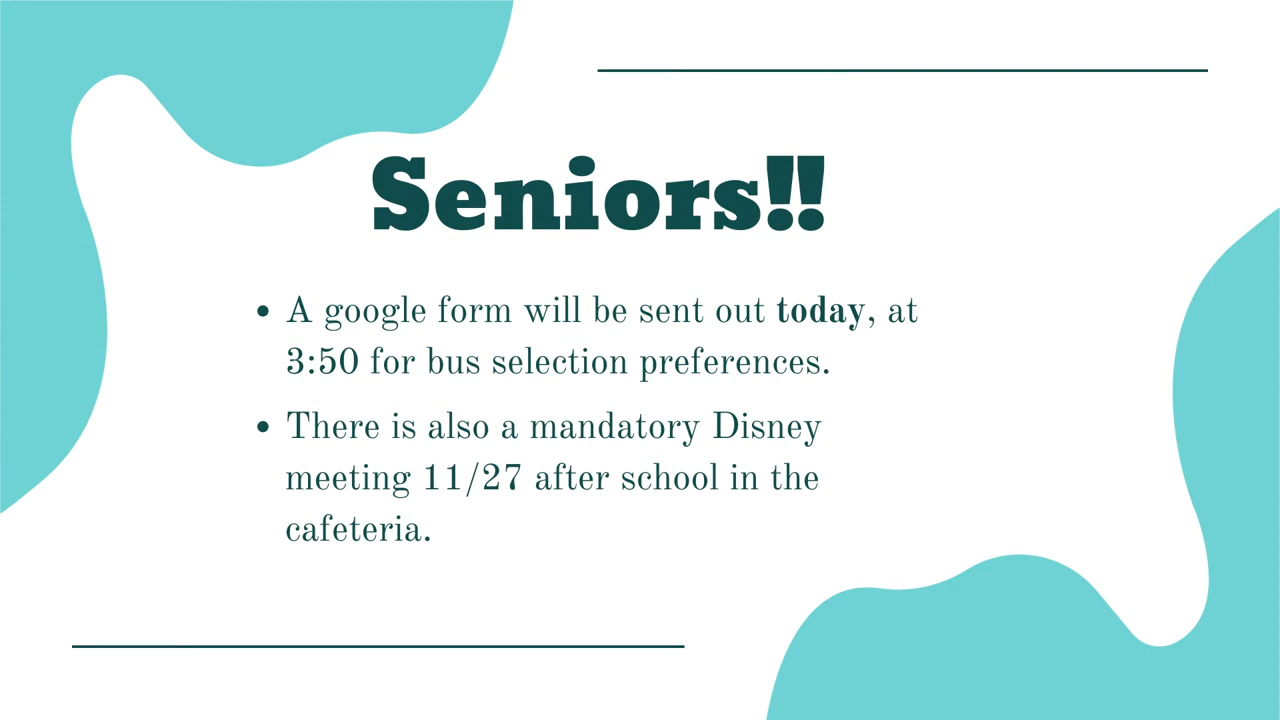 Seniors!!
• A google form will be sent out today, at
3:50 for bus selection preferences.
• There is also a mandatory Disney
meeting 11/27 after school in the
cafeteria.